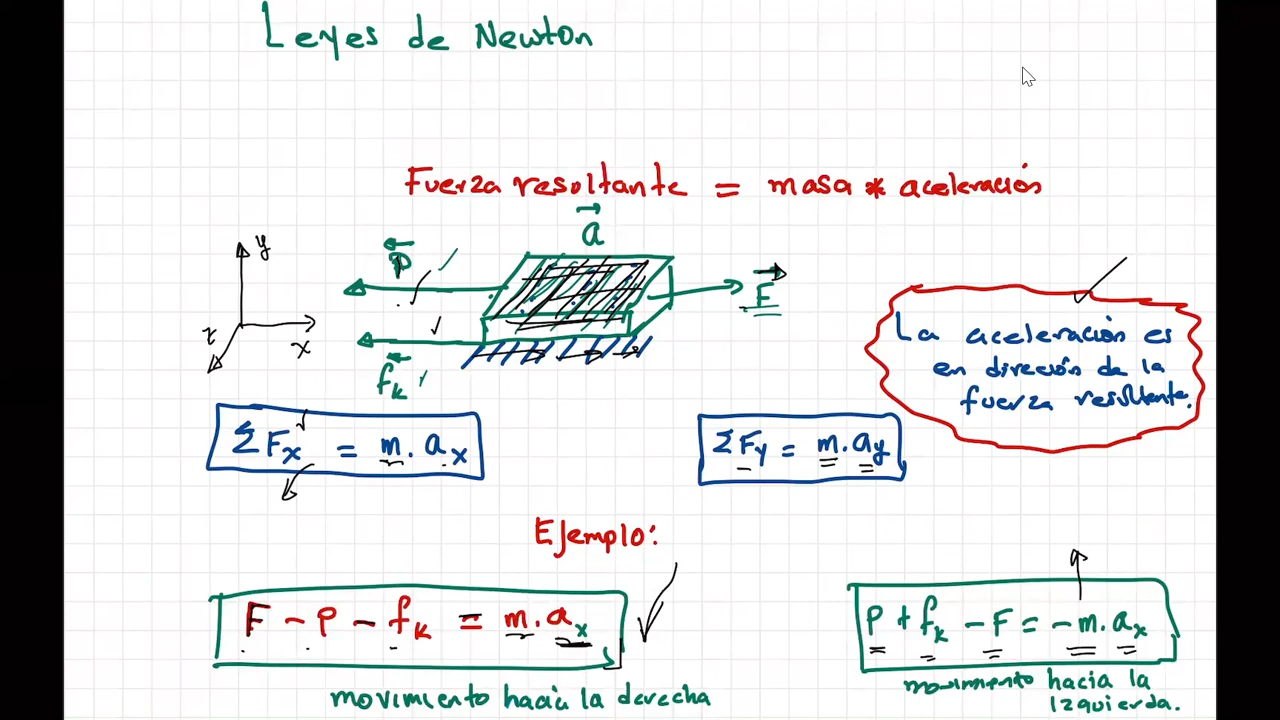 Leyes de Newton
Fuerza resultante = masa * aceleración
a
y
P
F
z
x
fk
La aceleración es
en direción de la
fuerza resultante.
ΣFx = m.ax
ΣFy = m.ay
Ejemplo:
F - P - fk = m.ax
P + fk - F = -m.ax
movimiento hacia la derecha
movimiento hacia la
Izquierda.